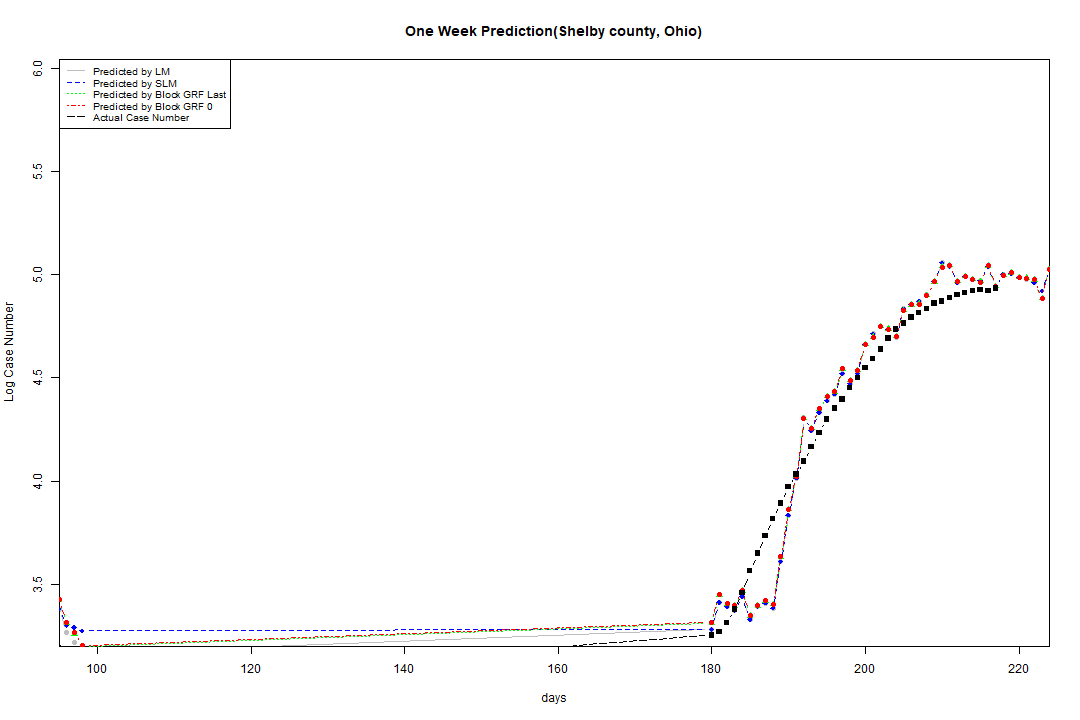 One Week Prediction(Shelby county, Ohio)
Predicted by LM
Predicted by SLM
Predicted by Block GRF Last
Predicted by Block GRF 0
Actual Case Number
6.0
5.5
5.0
4.5
4.0
3.5
Log Case Number
100
120
140
160
180
200
220
days